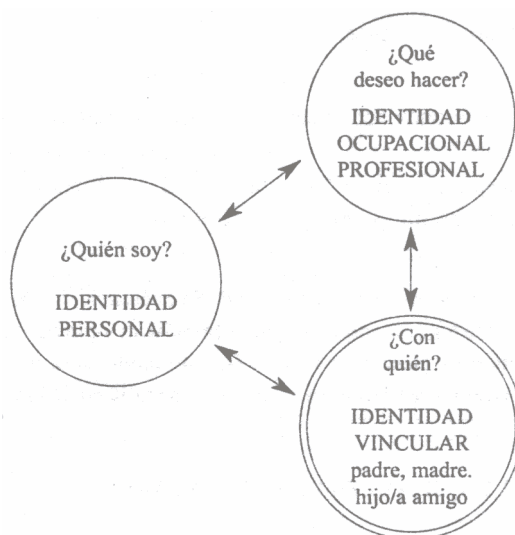 ¿Qué
deseo hacer?
IDENTIDAD
OCUPACIONAL
PROFESIONAL
¿Quién soy?
IDENTIDAD
PERSONAL
¿Con
quién?
IDENTIDAD
VINCULAR
padre, madre.
hijo/a amigo